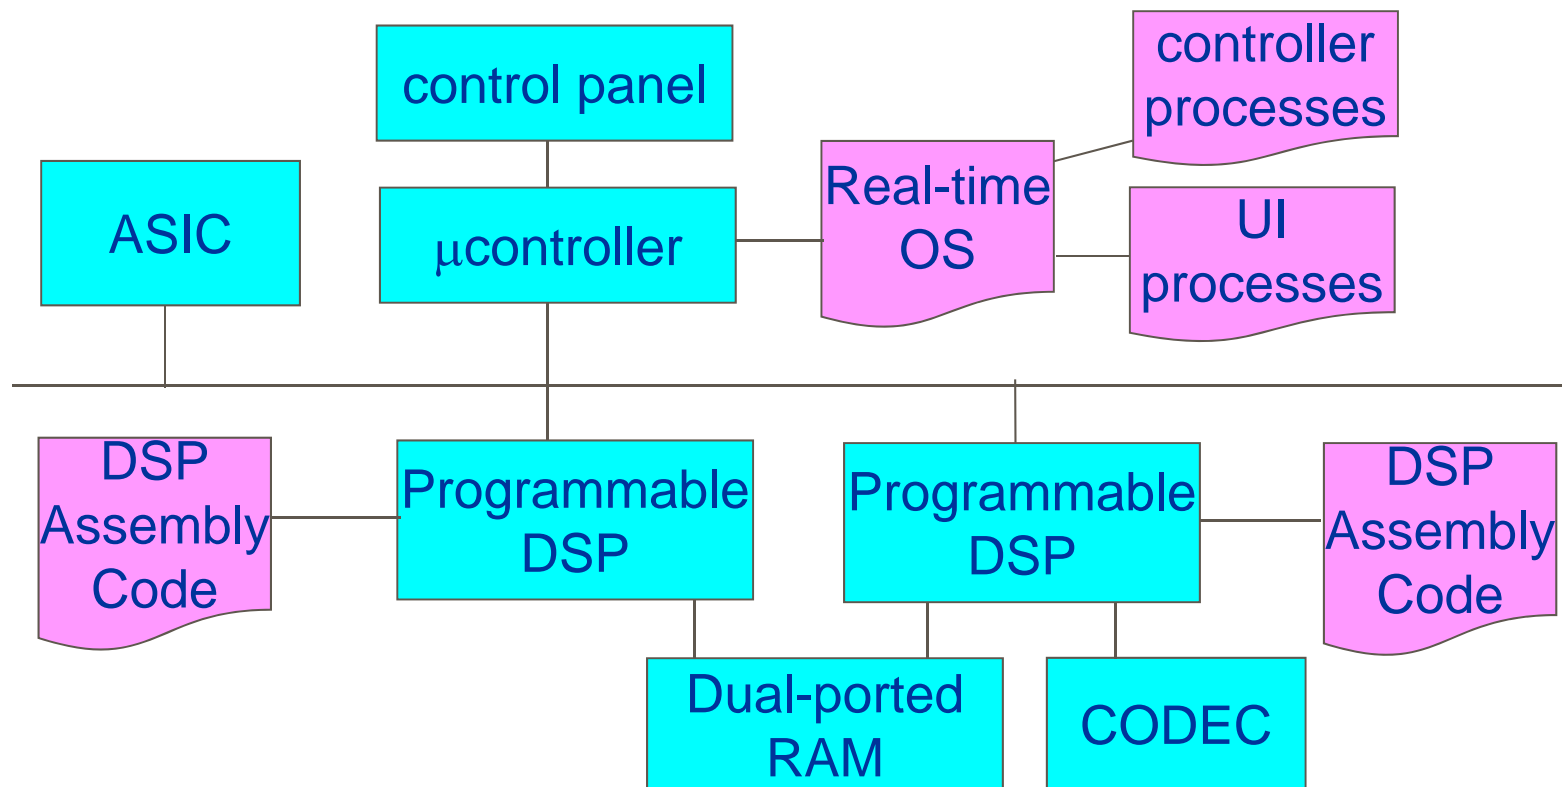 control panel
controller
processes
ASIC
μcontroller
Real-time
OS
UI
processes
DSP
Assembly
Code
Programmable
DSP
Programmable
DSP
DSP
Assembly
Code
Dual-ported
RAM
CODEC